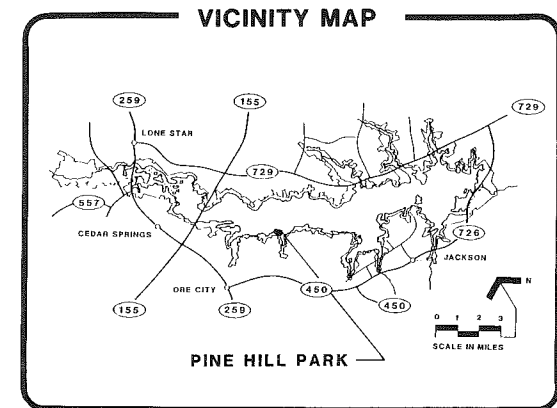 VICINITY MAP
259
155
729
LONE STAR
729
557
CEDAR SPRINGS
726
JACKSON
ORE CITY
450
450
155
259
N
0 1 2 3
SCALE IN MILES
PINE HILL PARK